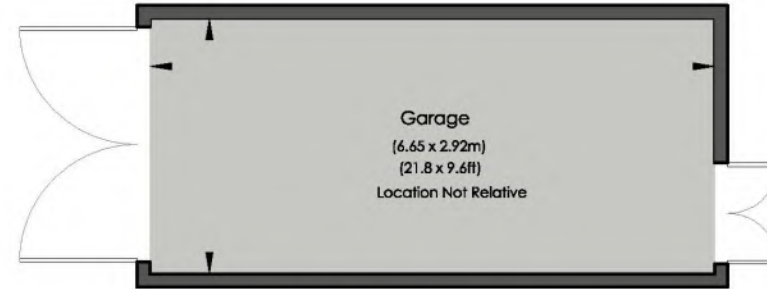 Garage
(6.65 x 2.92m)
(21.8 x 9.6ft)
Location Not Relative